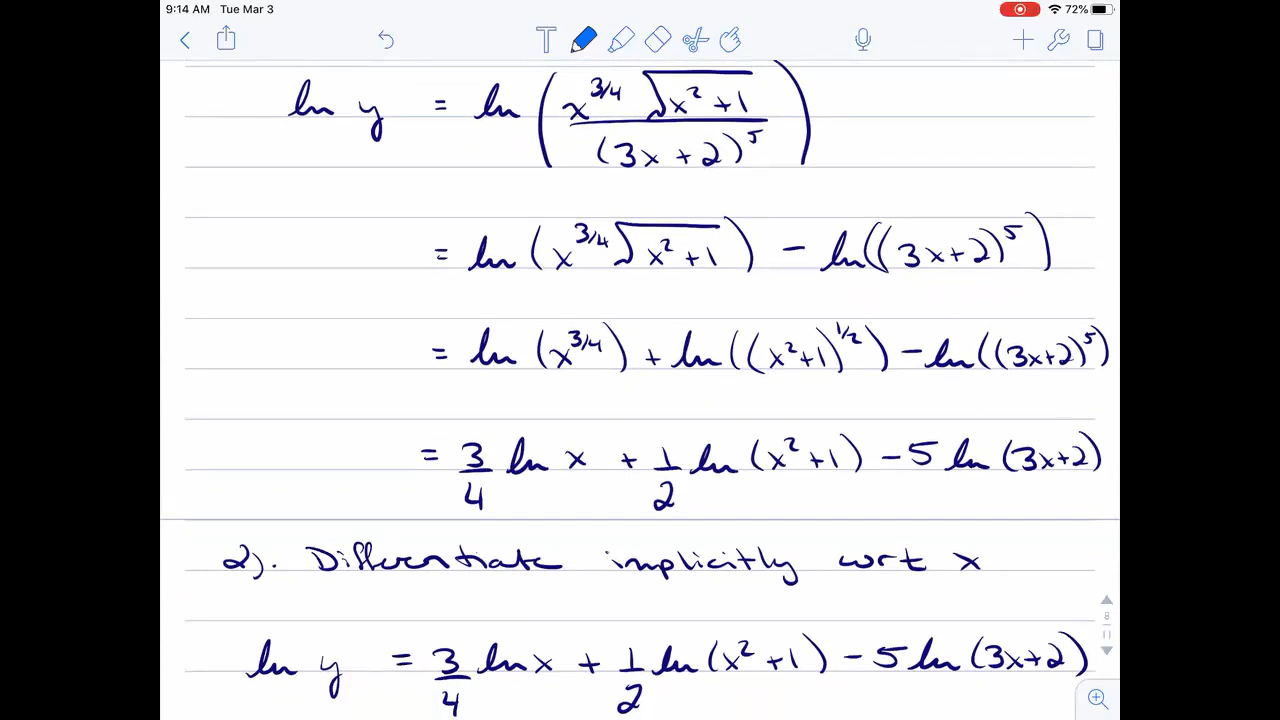 9:14 AM Tue Mar 3 72%
T
ln y = ln ( x^{3/4} √(x² + 1) / (3x + 2)^5 )
= ln ( x^{3/4} √(x² + 1) ) - ln((3x+2)^5)
= ln (x^{3/4}) + ln((x²+1)^{1/2}) - ln((3x+2)^5)
= 3/4 ln x + 1/2 ln (x² + 1) - 5 ln (3x+2)
2). Differentiate implicitly wrt x
ln y = 3/4 ln x + 1/2 ln (x² + 1) - 5 ln (3x+2)
8
11